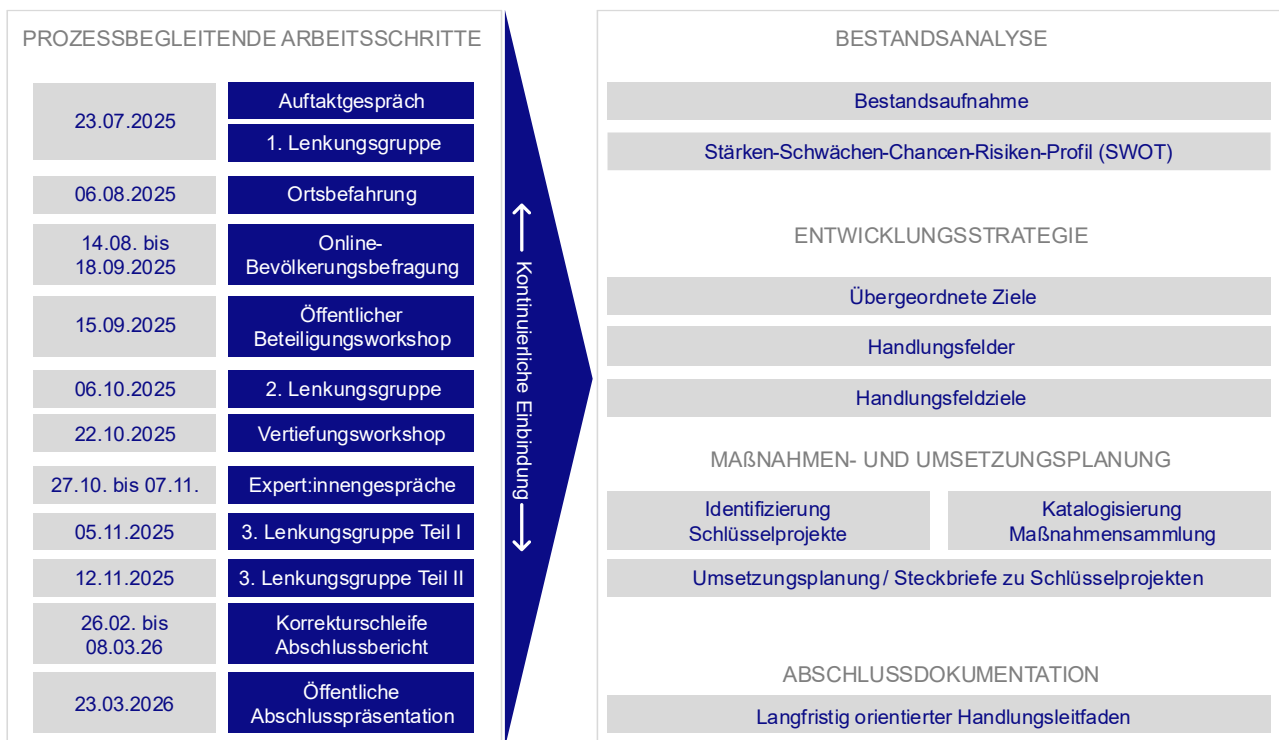 PROZESSBEGLEITENDE ARBEITSSCHRITTE
23.07.2025
Auftaktgespräch
1. Lenkungsgruppe
06.08.2025
Ortsbefahrung
14.08. bis
18.09.2025
Online-
Bevölkerungsbefragung
15.09.2025
Öffentlicher
Beteiligungsworkshop
06.10.2025
2. Lenkungsgruppe
22.10.2025
Vertiefungsworkshop
27.10. bis 07.11.
Expert:innengespräche
05.11.2025
3. Lenkungsgruppe Teil I
12.11.2025
3. Lenkungsgruppe Teil II
26.02. bis
08.03.26
Korrekturschleife
Abschlussbericht
23.03.2026
Öffentliche
Abschlusspräsentation
Kontinuierliche Einbindung
BESTANDSANALYSE
Bestandsaufnahme
Stärken-Schwächen-Chancen-Risiken-Profil (SWOT)
ENTWICKLUNGSSTRATEGIE
Übergeordnete Ziele
Handlungsfelder
Handlungsfeldziele
MAßNAHMEN- UND UMSETZUNGSPLANUNG
Identifizierung
Schlüsselprojekte
Katalogisierung
Maßnahmensammlung
Umsetzungsplanung / Steckbriefe zu Schlüsselprojekten
ABSCHLUSSDOKUMENTATION
Langfristig orientierter Handlungsleitfaden